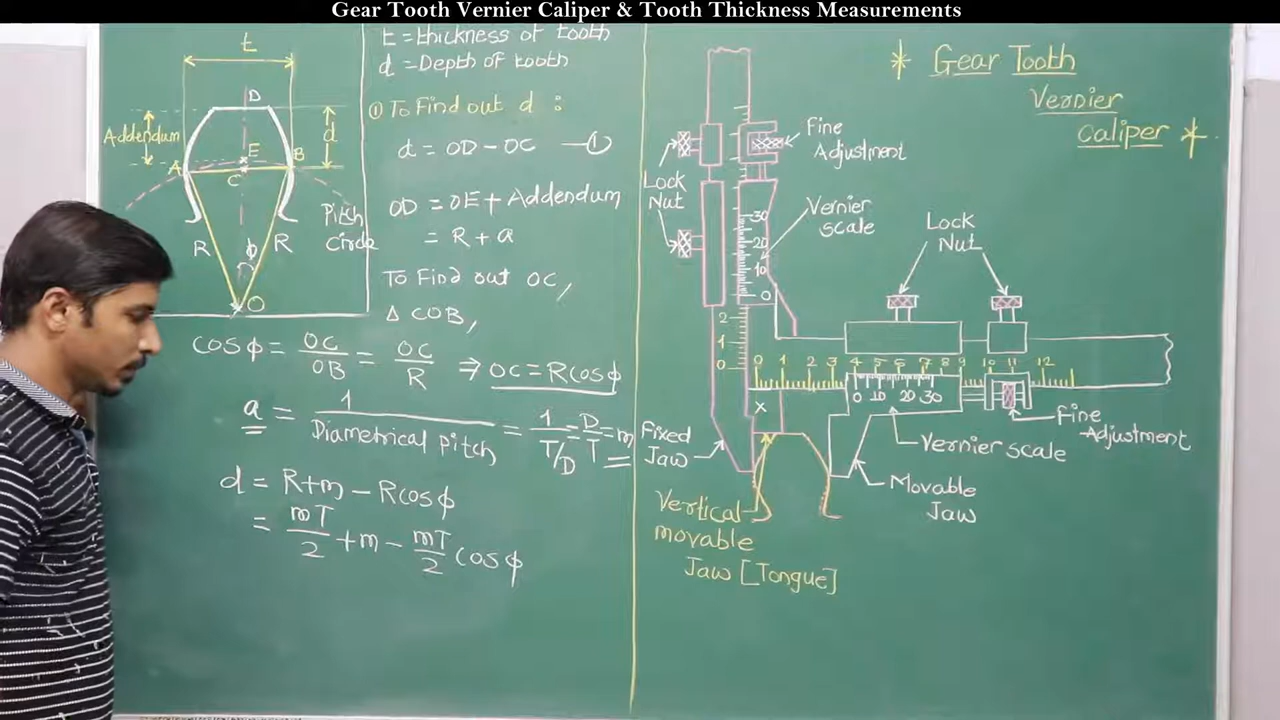 Gear Tooth Vernier Caliper & Tooth Thickness Measurements
t = thickness of tooth
d = Depth of tooth
① To Find out d :
d = OD - OC — ①
OD = OE + Addendum
= R + a
To Find out OC,
Δ COB,
cos φ = OC/OB = OC/R ⇒ OC = R cos φ
a = 1/Diametrical Pitch = 1/T/D = D/T = m
d = R + m - R cos φ
= mT/2 + m - mT/2 cos φ
t
D
Addendum
d
A
E
B
C
Pitch
Circle
R
φ
R
O
* Gear Tooth
Vernier
Caliper *
Fine
Adjustment
Lock
Nut
Vernier
scale
30
20
10
0
2
1
0
Lock
Nut
0 1 2 3 4 5 6 7 8 9 10 11 12
0 10 20 30
x
Fixed
Jaw
Fine
Adjustment
Vernier scale
Movable
Jaw
Vertical
movable
Jaw [Tongue]